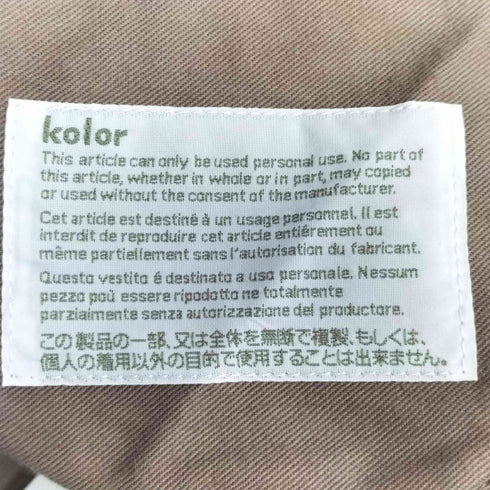 kolor
This article can only be used personal use. No part of
this article, whether in whole or in part, may copied
or used without the consent of the manufacturer.
Cet article est destiné à un usage personnel. Il est
interdit de reproduire cet article entiérement ou
même partiellement sans l'autorisation du fabricant.
Questo vestito é destinato a uso personale. Nessum
pezzo poů essere ripodotto ne totalmente
parzialmente senza autorizzazione del produttore.
この製品の一部、又は全体を無断で複製、もしくは、
個人の着用以外の目的で使用することは出来ません。